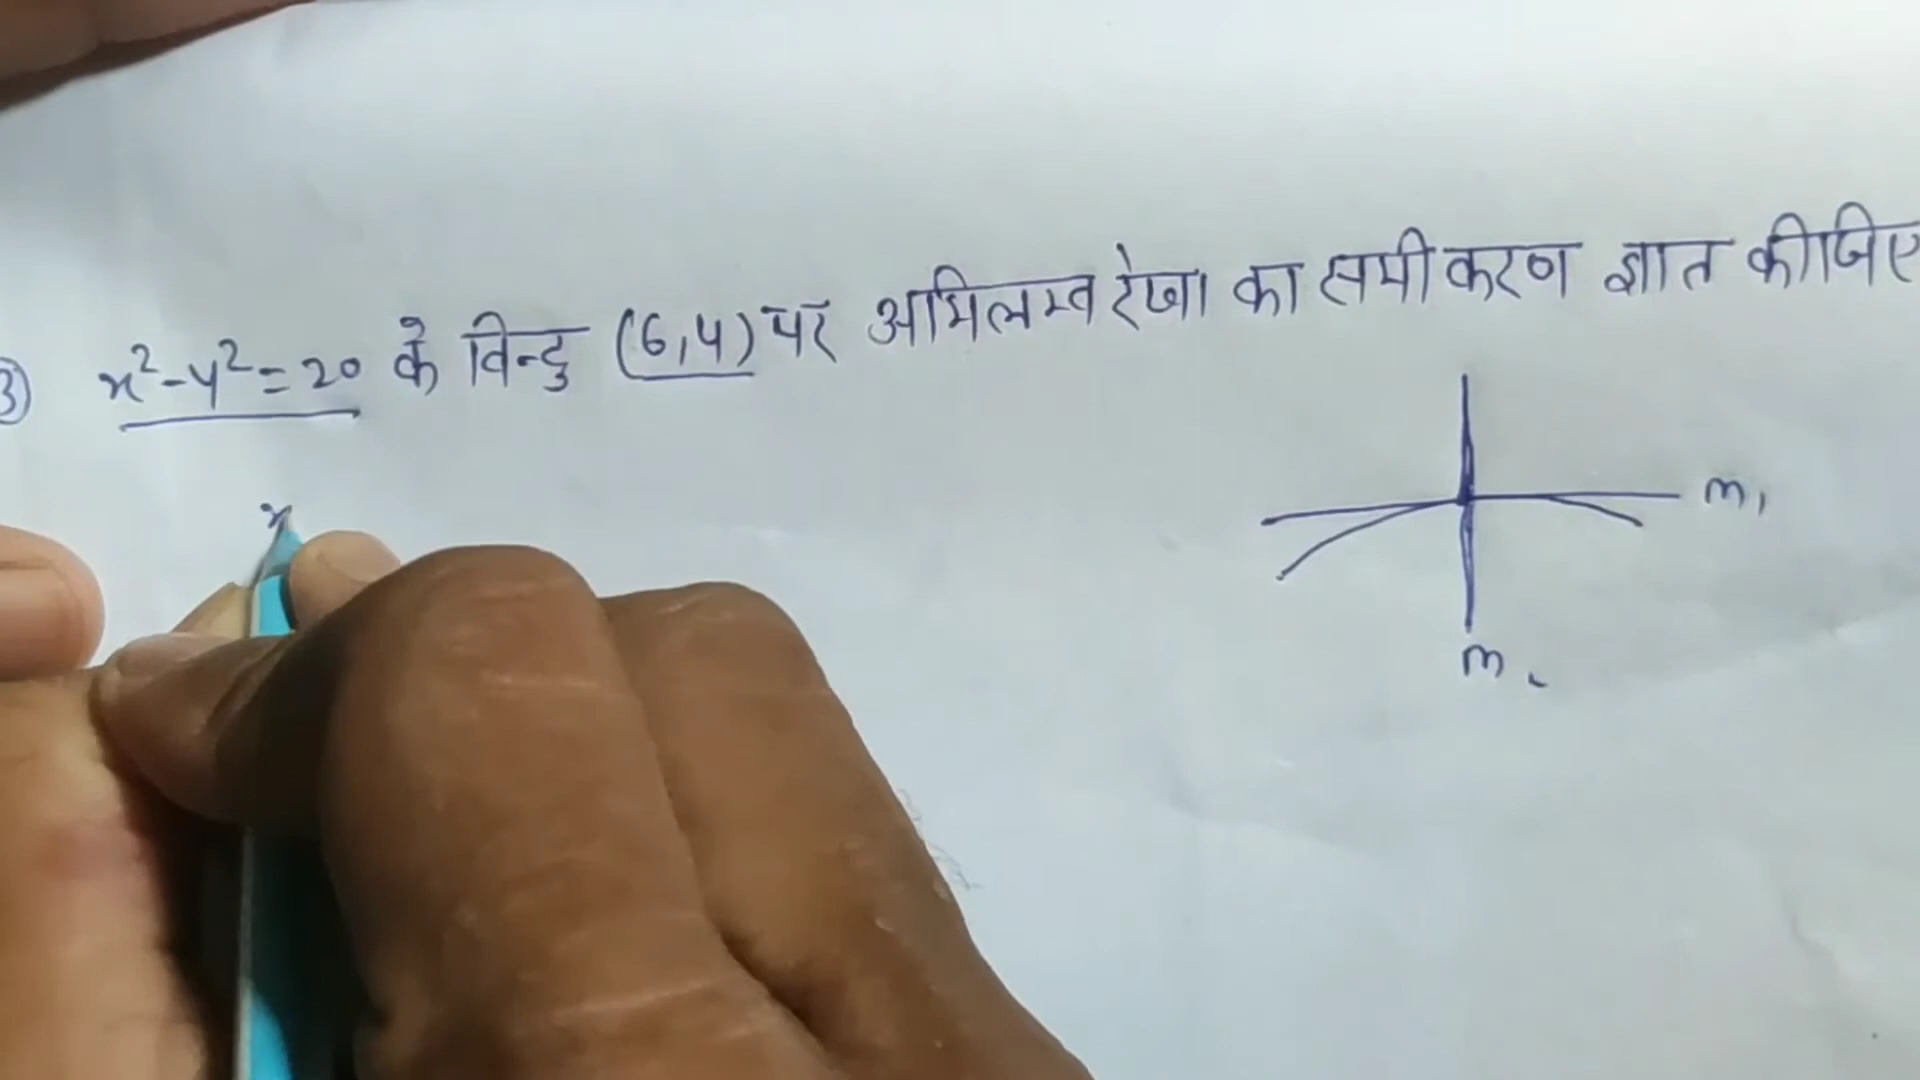 ③ x²-y²=20 के विन्दु (6,4) पर अभिलम्व रेखा का समीकरण ज्ञात कीजिए
m₁
x
m₂